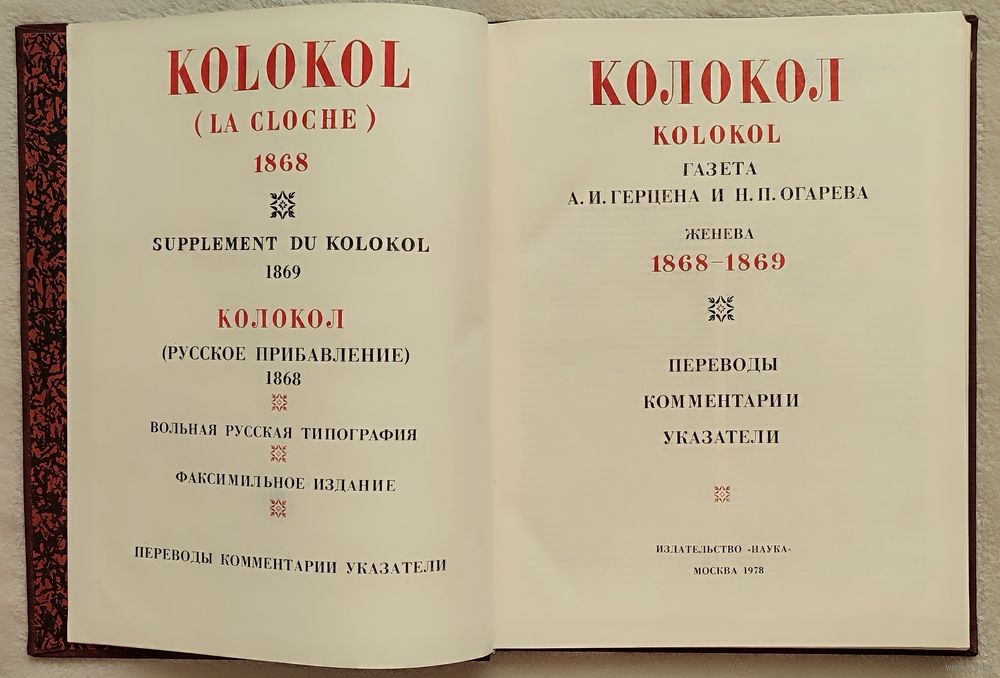 KOLOKOL
(LA CLOCHE)
1868
SUPPLEMENT DU KOLOKOL
1869
КОЛОКОЛ
(РУССКОЕ ПРИБАВЛЕНИЕ)
1868
ВОЛЬНАЯ РУССКАЯ ТИПОГРАФИЯ
ФАКСИМИЛЬНОЕ ИЗДАНИЕ
ПЕРЕВОДЫ КОММЕНТАРИИ УКАЗАТЕЛИ
КОЛОКОЛ
KOLOKOL
ГАЗЕТА
А. И. ГЕРЦЕНА И Н. П. ОГАРЕВА
ЖЕНЕВА
1868—1869
ПЕРЕВОДЫ
КОММЕНТАРИИ
УКАЗАТЕЛИ
ИЗДАТЕЛЬСТВО «НАУКА»
МОСКВА 1978